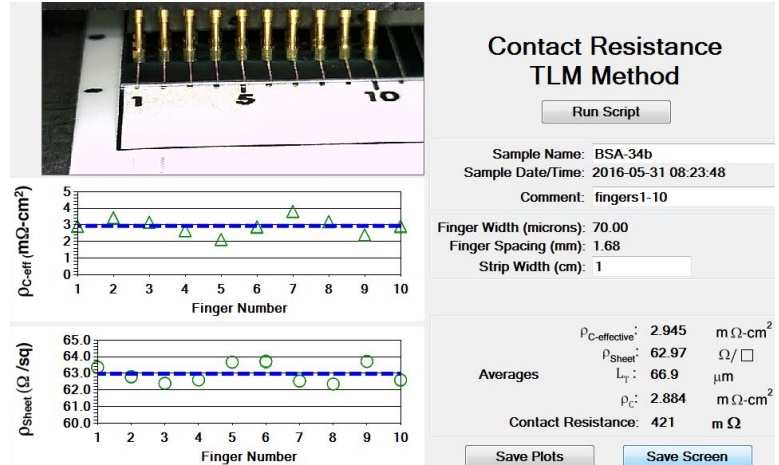 1 5 10
Contact Resistance
TLM Method
Run Script
Sample Name: BSA-34b
Sample Date/Time: 2016-05-31 08:23:48
Comment: fingers1-10
Finger Width (microns): 70.00
Finger Spacing (mm): 1.68
Strip Width (cm): 1
ρC-eff (mΩ-cm²)
5
4
3
2
1
0
1 2 3 4 5 6 7 8 9 10
Finger Number
ρSheet (Ω /sq)
65.0
64.0
63.0
62.0
61.0
60.0
1 2 3 4 5 6 7 8 9 10
Finger Number
Averages
ρC-effective: 2.945 m Ω-cm²
ρSheet: 62.97 Ω/□
LT: 66.9 μm
ρC: 2.884 m Ω-cm²
Contact Resistance: 421 m Ω
Save Plots
Save Screen